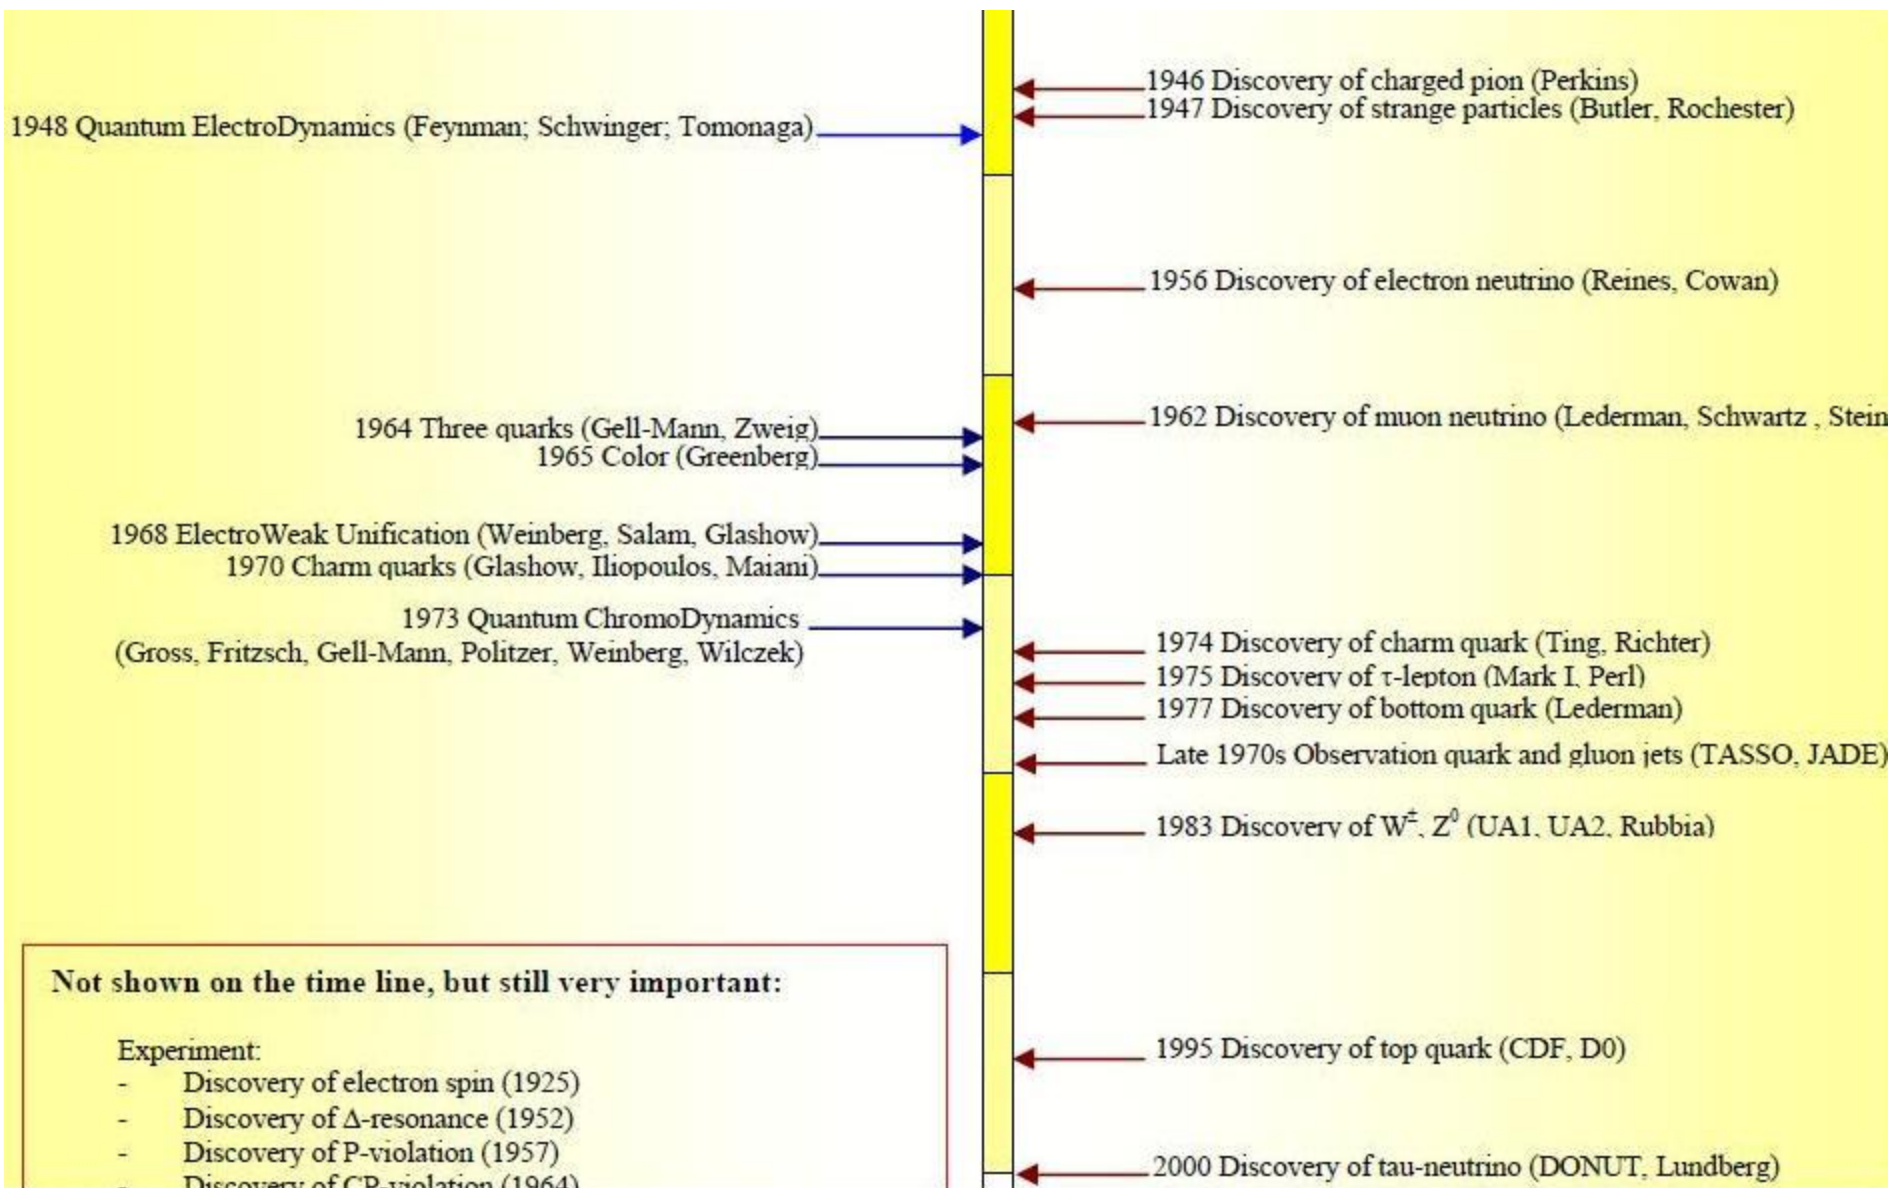 1946 Discovery of charged pion (Perkins)
1947 Discovery of strange particles (Butler, Rochester)
1948 Quantum ElectroDynamics (Feynman; Schwinger; Tomonaga)
1956 Discovery of electron neutrino (Reines, Cowan)
1962 Discovery of muon neutrino (Lederman, Schwartz , Stein
1964 Three quarks (Gell-Mann, Zweig)
1965 Color (Greenberg)
1968 ElectroWeak Unification (Weinberg, Salam, Glashow)
1970 Charm quarks (Glashow, Iliopoulos, Maiani)
1973 Quantum ChromoDynamics
(Gross, Fritzsch, Gell-Mann, Politzer, Weinberg, Wilczek)
1974 Discovery of charm quark (Ting, Richter)
1975 Discovery of τ-lepton (Mark I, Perl)
1977 Discovery of bottom quark (Lederman)
Late 1970s Observation quark and gluon jets (TASSO, JADE)
1983 Discovery of W±, Z⁰ (UA1, UA2, Rubbia)
1995 Discovery of top quark (CDF, D0)
2000 Discovery of tau-neutrino (DONUT, Lundberg)
Not shown on the time line, but still very important:
Experiment:
- Discovery of electron spin (1925)
- Discovery of Δ-resonance (1952)
- Discovery of P-violation (1957)
- Discovery of CP-violation (1964)